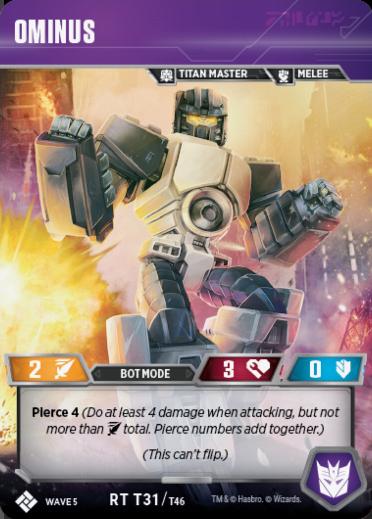 OMINUS
TITAN MASTER MELEE
2 BOT MODE 3 0
Pierce 4 (Do at least 4 damage when attacking, but not
more than total. Pierce numbers add together.)
(This can't flip.)
WAVE 5 RT T31/T46 TM & © Hasbro. © Wizards.